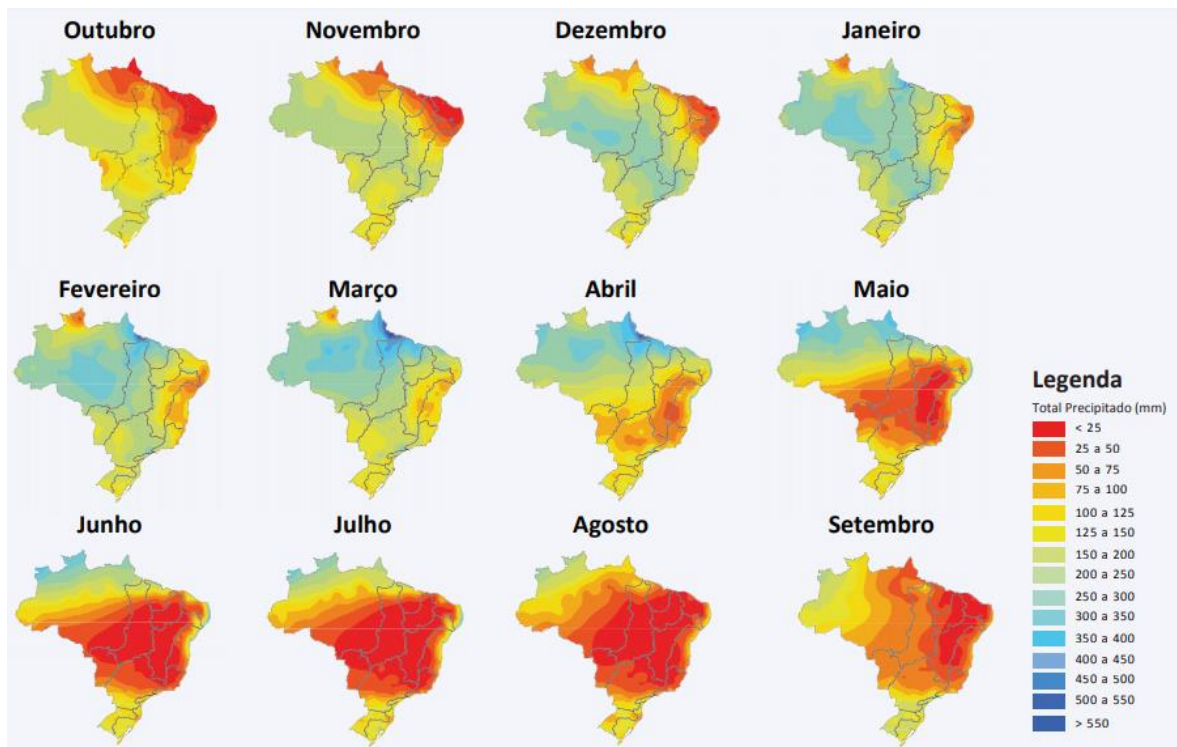 Outubro
Novembro
Dezembro
Janeiro
Fevereiro
Março
Abril
Maio
Legenda
Total Precipitado (mm)
< 25
25 a 50
50 a 75
75 a 100
100 a 125
125 a 150
150 a 200
200 a 250
250 a 300
300 a 350
350 a 400
400 a 450
450 a 500
500 a 550
> 550
Junho
Julho
Agosto
Setembro